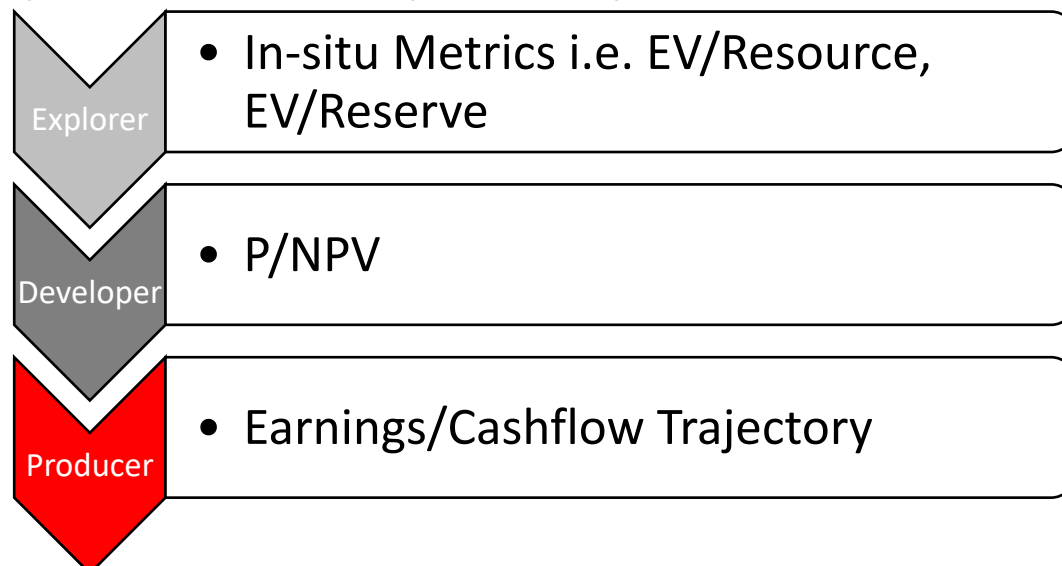 Explorer
• In-situ Metrics i.e. EV/Resource,
EV/Reserve
Developer
• P/NPV
Producer
• Earnings/Cashflow Trajectory